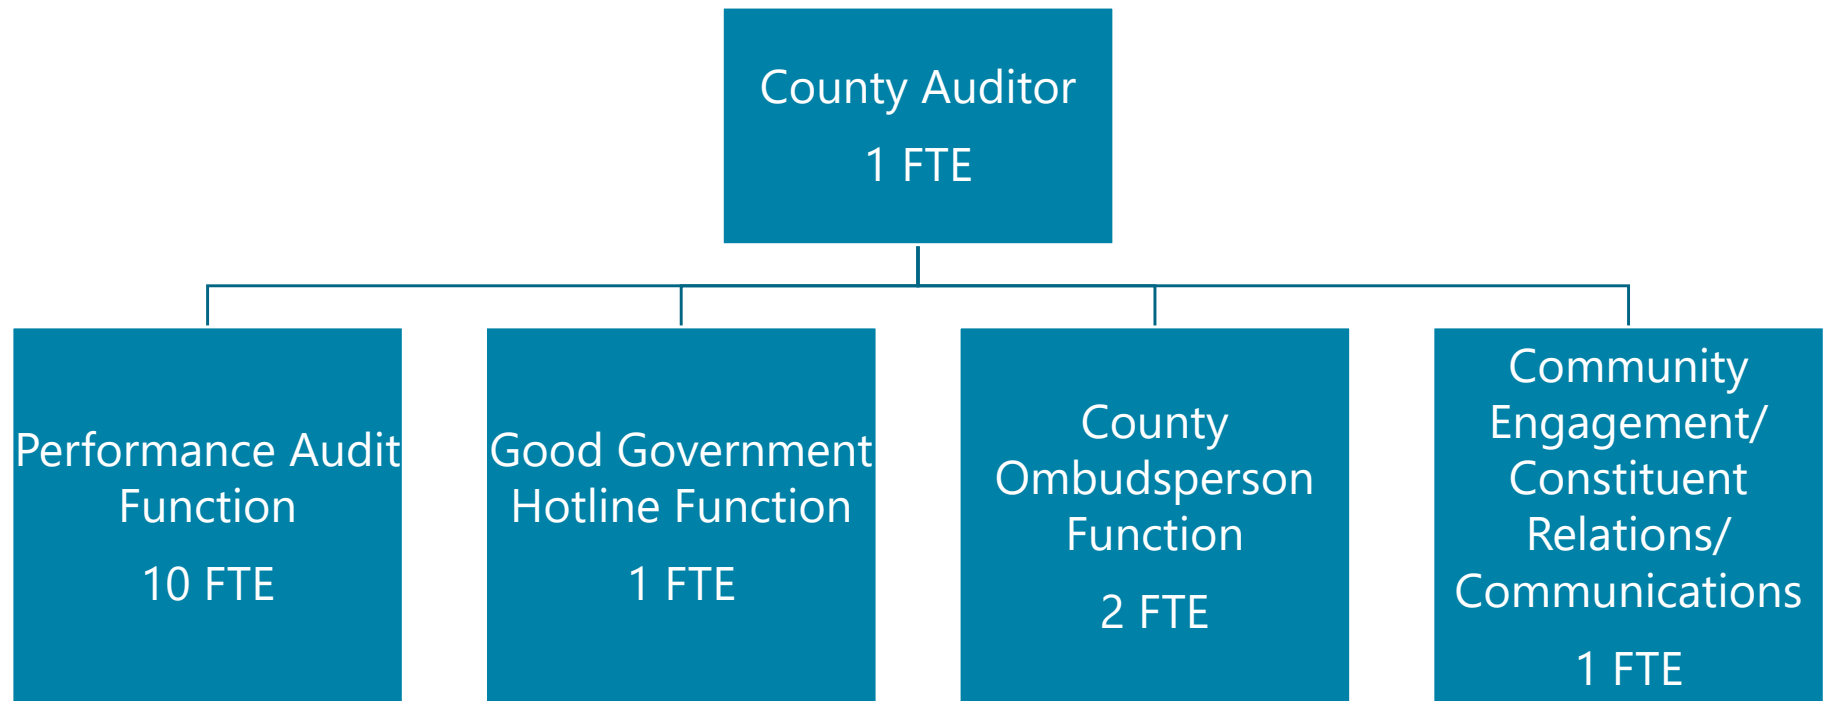 County Auditor
1 FTE
Performance Audit
Function
10 FTE
Good Government
Hotline Function
1 FTE
County
Ombudsperson
Function
2 FTE
Community
Engagement/
Constituent
Relations/
Communications
1 FTE